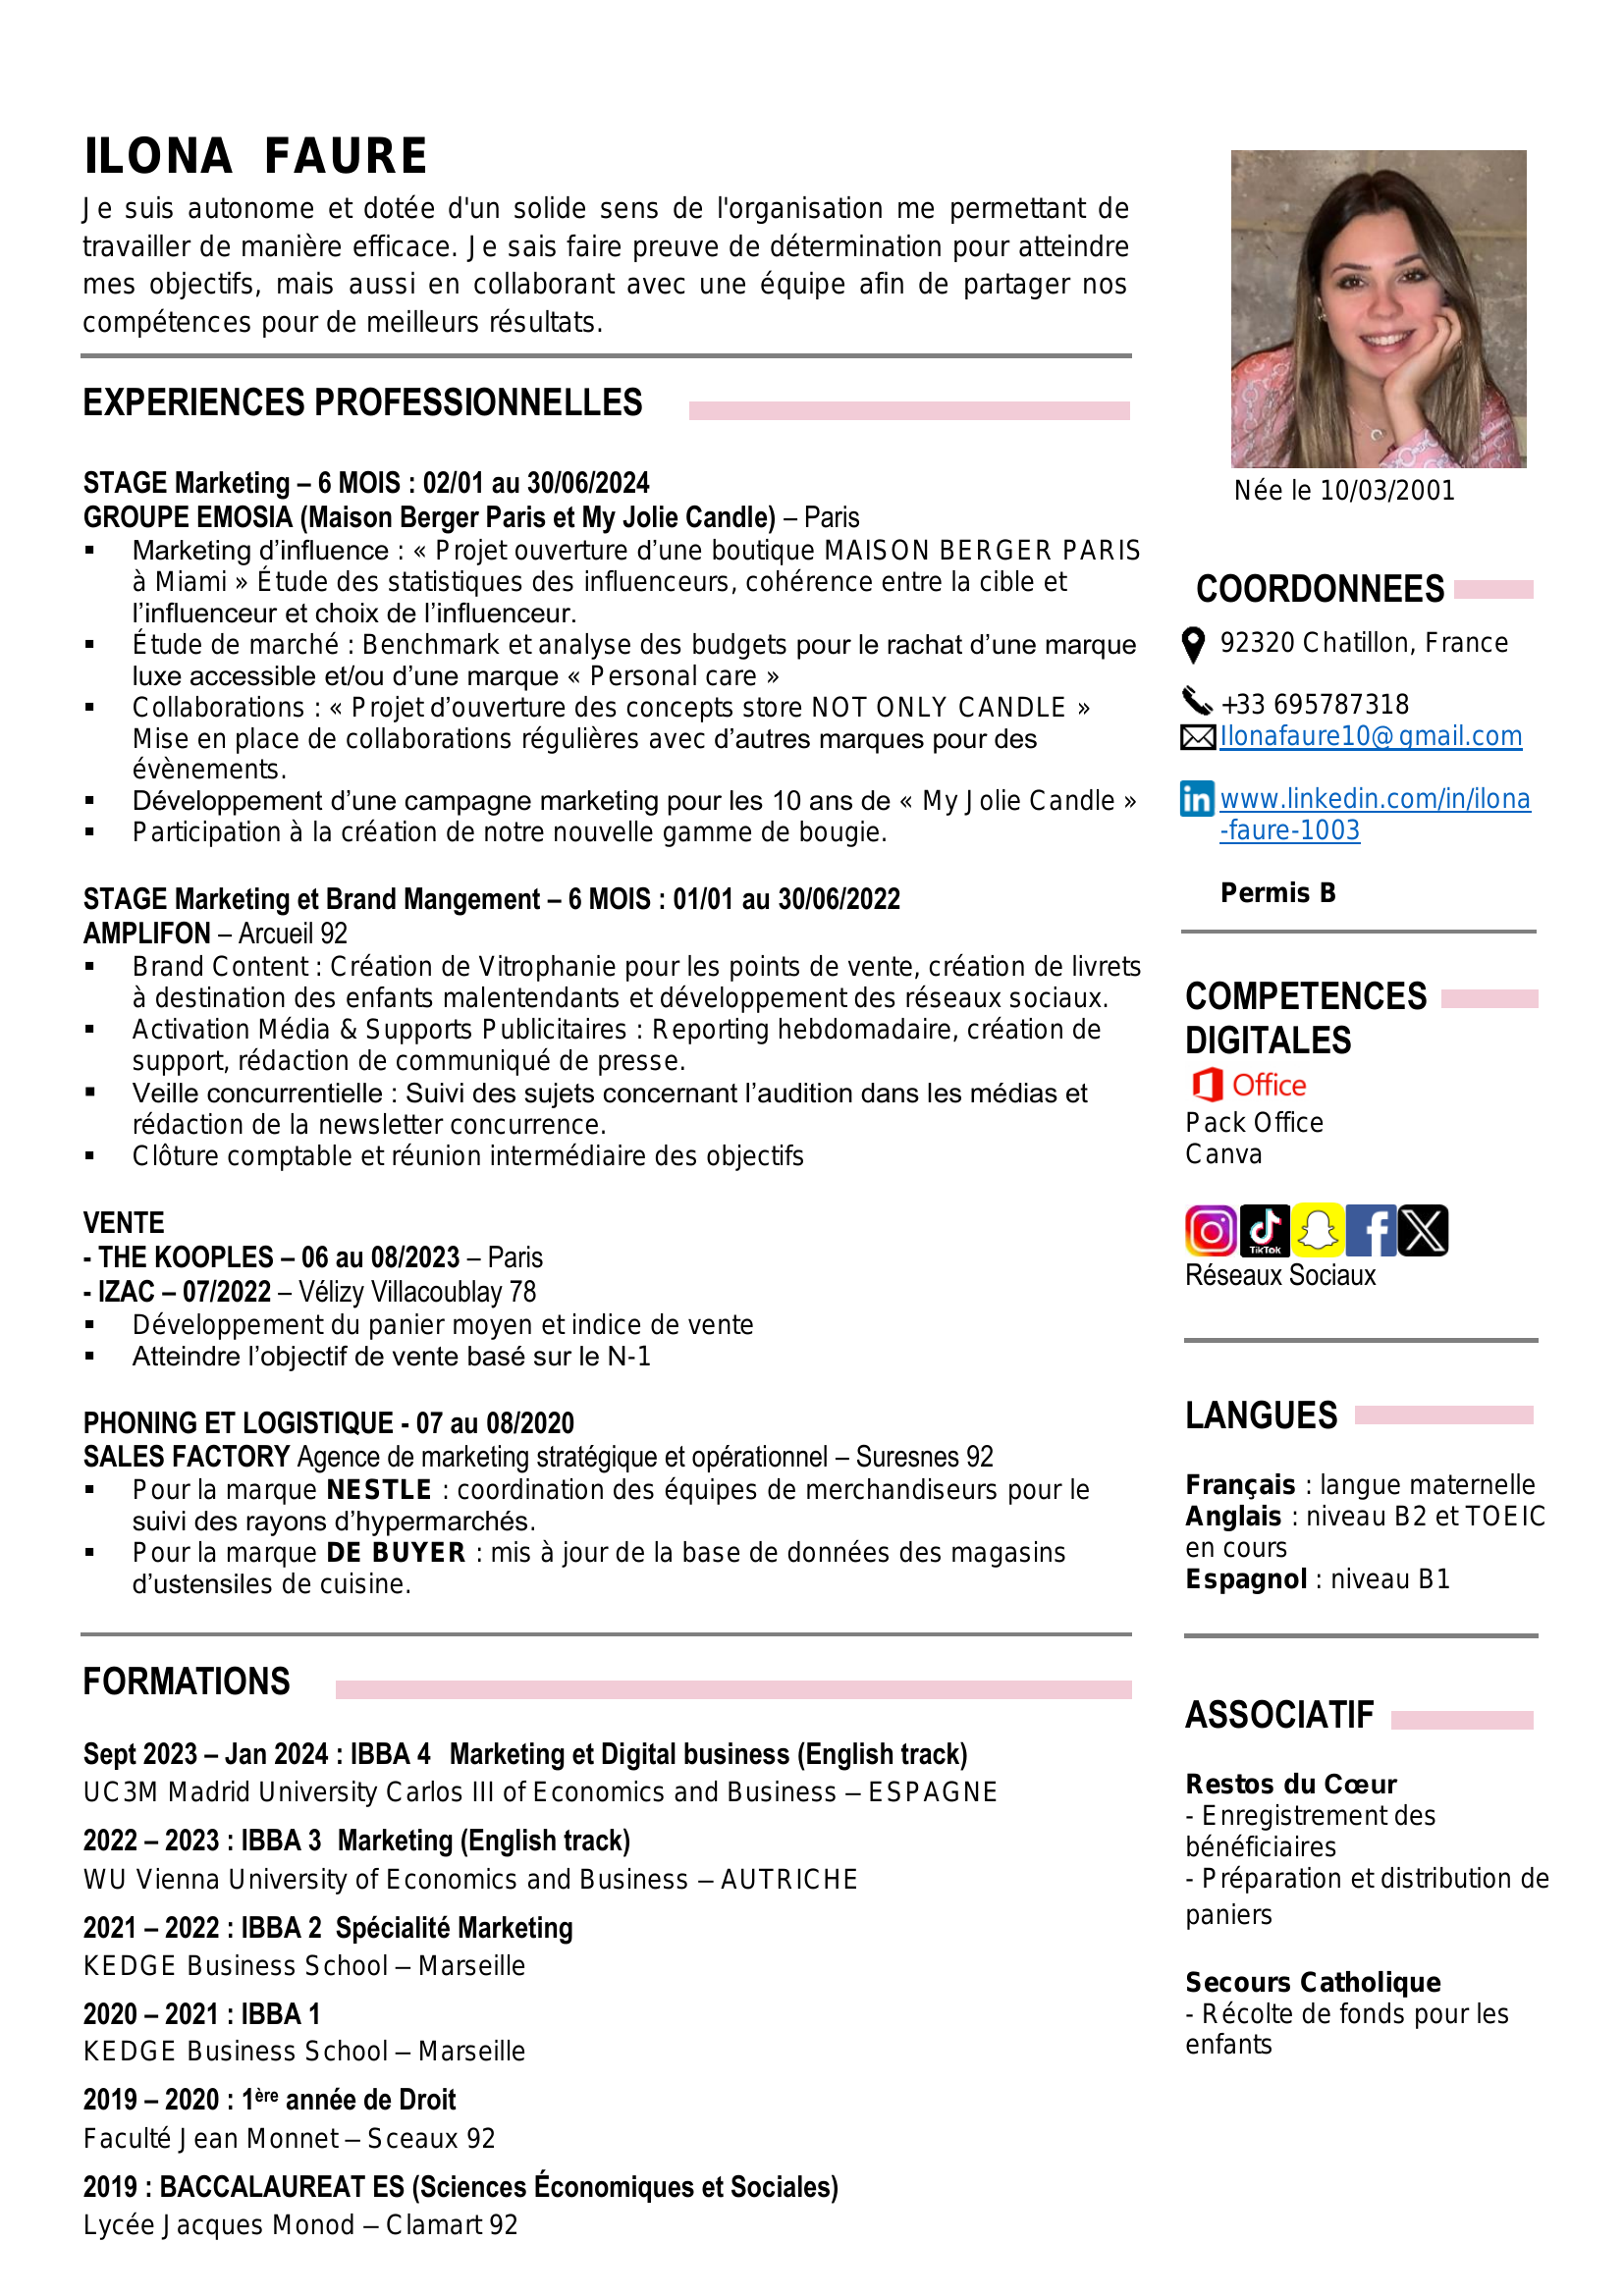 ILONA FAURE
Je suis autonome et dotée d'un solide sens de l'organisation me permettant de
travailler de manière efficace. Je sais faire preuve de détermination pour atteindre
mes objectifs, mais aussi en collaborant avec une équipe afin de partager nos
compétences pour de meilleurs résultats.
EXPERIENCES PROFESSIONNELLES
STAGE Marketing – 6 MOIS : 02/01 au 30/06/2024
GROUPE EMOSIA (Maison Berger Paris et My Jolie Candle) – Paris
▪ Marketing d’influence : « Projet ouverture d’une boutique MAISON BERGER PARIS
à Miami » Étude des statistiques des influenceurs, cohérence entre la cible et
l’influenceur et choix de l’influenceur.
▪ Étude de marché : Benchmark et analyse des budgets pour le rachat d’une marque
luxe accessible et/ou d’une marque « Personal care »
▪ Collaborations : « Projet d’ouverture des concepts store NOT ONLY CANDLE »
Mise en place de collaborations régulières avec d’autres marques pour des
évènements.
▪ Développement d’une campagne marketing pour les 10 ans de « My Jolie Candle »
▪ Participation à la création de notre nouvelle gamme de bougie.
STAGE Marketing et Brand Mangement – 6 MOIS : 01/01 au 30/06/2022
AMPLIFON – Arcueil 92
▪ Brand Content : Création de Vitrophanie pour les points de vente, création de livrets
à destination des enfants malentendants et développement des réseaux sociaux.
▪ Activation Média & Supports Publicitaires : Reporting hebdomadaire, création de
support, rédaction de communiqué de presse.
▪ Veille concurrentielle : Suivi des sujets concernant l’audition dans les médias et
rédaction de la newsletter concurrence.
▪ Clôture comptable et réunion intermédiaire des objectifs
VENTE
- THE KOOPLES – 06 au 08/2023 – Paris
- IZAC – 07/2022 – Vélizy Villacoublay 78
▪ Développement du panier moyen et indice de vente
▪ Atteindre l’objectif de vente basé sur le N-1
PHONING ET LOGISTIQUE - 07 au 08/2020
SALES FACTORY Agence de marketing stratégique et opérationnel – Suresnes 92
▪ Pour la marque NESTLE : coordination des équipes de merchandiseurs pour le
suivi des rayons d’hypermarchés.
▪ Pour la marque DE BUYER : mis à jour de la base de données des magasins
d’ustensiles de cuisine.
FORMATIONS
Sept 2023 – Jan 2024 : IBBA 4 Marketing et Digital business (English track)
UC3M Madrid University Carlos III of Economics and Business – ESPAGNE
2022 – 2023 : IBBA 3 Marketing (English track)
WU Vienna University of Economics and Business – AUTRICHE
2021 – 2022 : IBBA 2 Spécialité Marketing
KEDGE Business School – Marseille
2020 – 2021 : IBBA 1
KEDGE Business School – Marseille
2019 – 2020 : 1ère année de Droit
Faculté Jean Monnet – Sceaux 92
2019 : BACCALAUREAT ES (Sciences Économiques et Sociales)
Lycée Jacques Monod – Clamart 92
Née le 10/03/2001
COORDONNEES
92320 Chatillon, France
+33 695787318
Ilonafaure10@gmail.com
in www.linkedin.com/in/ilona
-faure-1003
Permis B
COMPETENCES
DIGITALES
Office
Pack Office
Canva
TikTok
Réseaux Sociaux
LANGUES
Français : langue maternelle
Anglais : niveau B2 et TOEIC
en cours
Espagnol : niveau B1
ASSOCIATIF
Restos du Cœur
- Enregistrement des
bénéficiaires
- Préparation et distribution de
paniers
Secours Catholique
- Récolte de fonds pour les
enfants